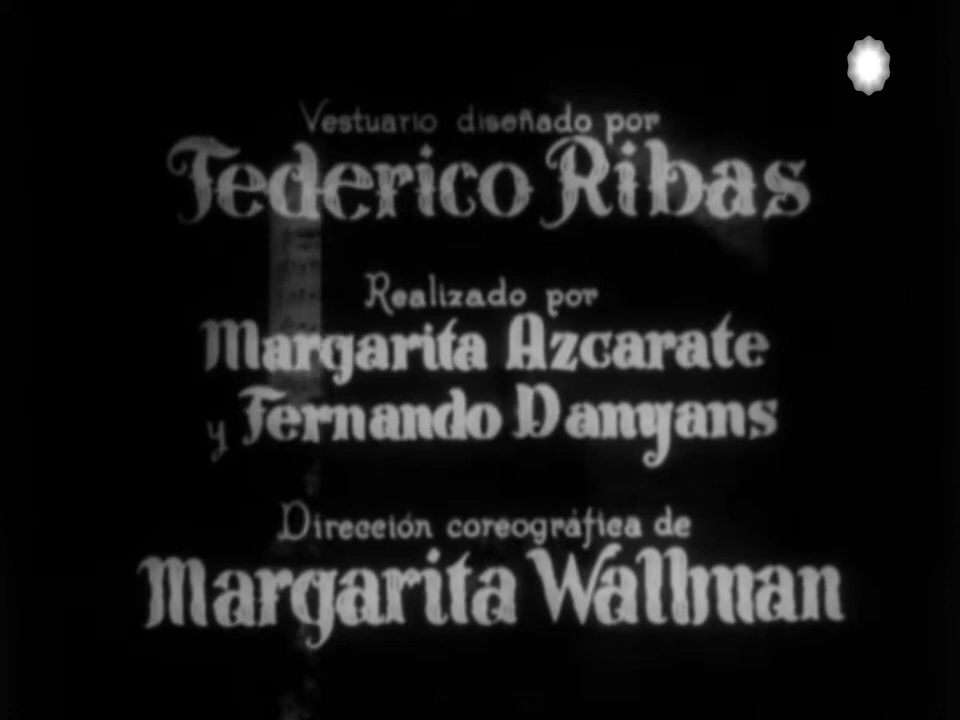 Vestuario diseñado por
Federico Ribas
Realizado por
Margarita Azcarate
y Fernando Danyans
Dirección coreográfica de
Margarita Wallman